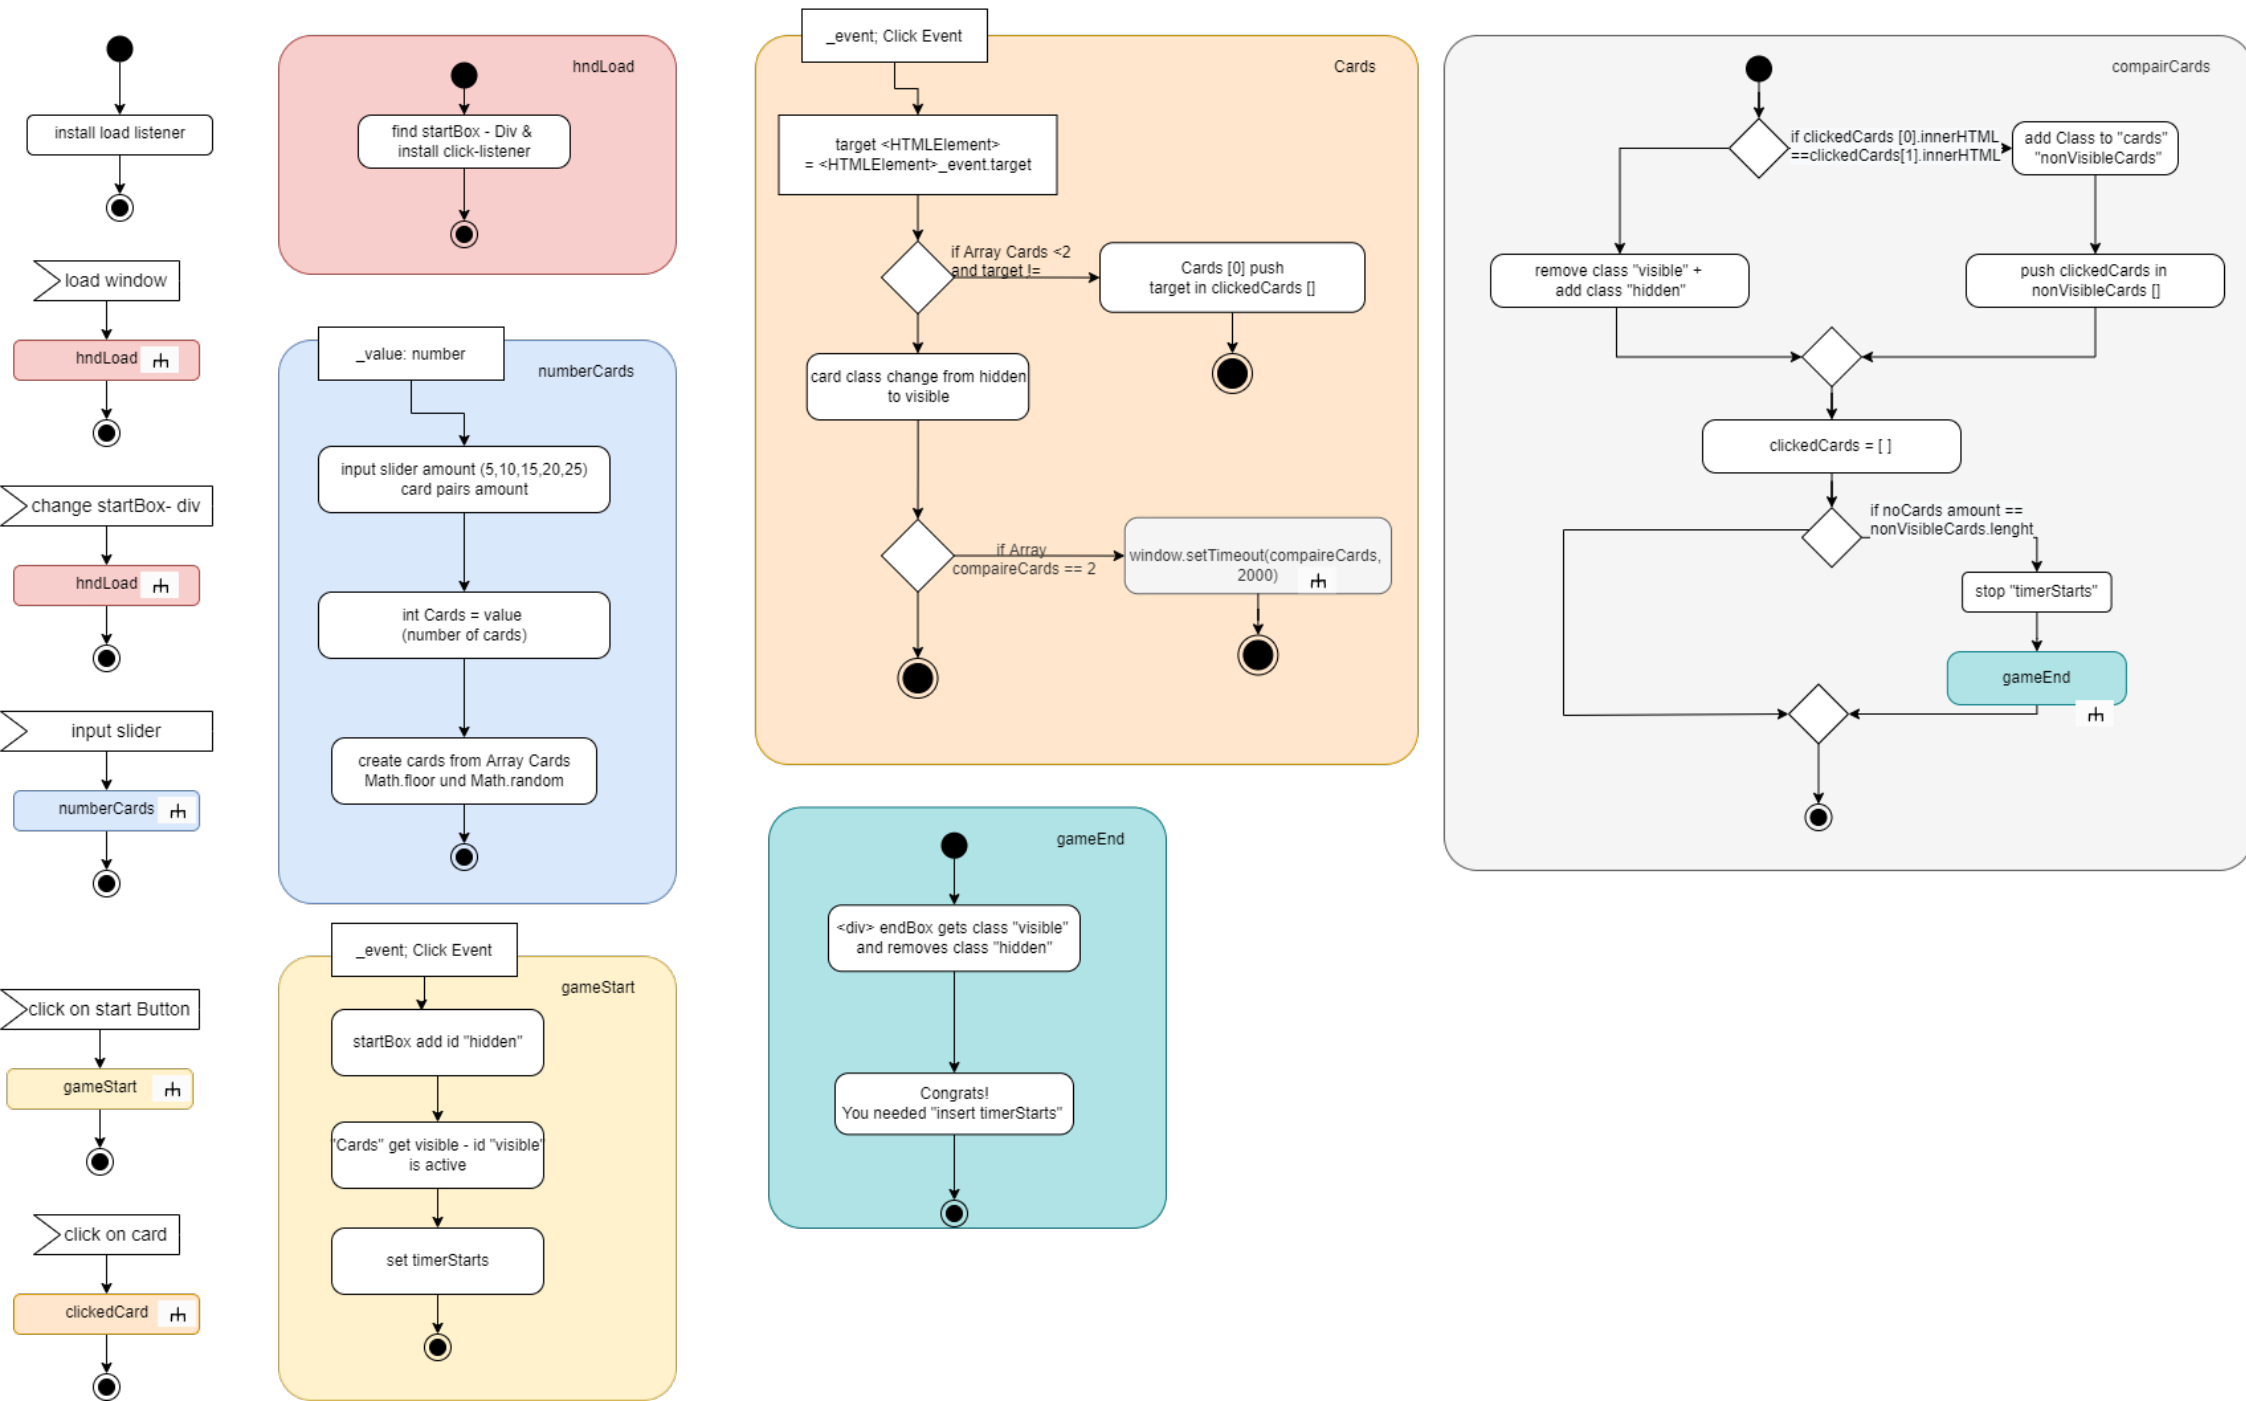 install load listener
load window
hndLoad
change startBox- div
hndLoad
input slider
numberCards
click on start Button
gameStart
click on card
clickedCard
hndLoad
find startBox - Div &
install click-listener
_value: number
numberCards
input slider amount (5,10,15,20,25)
card pairs amount
int Cards = value
(number of cards)
create cards from Array Cards
Math.floor und Math.random
_event; Click Event
gameStart
startBox add id "hidden"
"Cards" get visible - id "visible"
is active
set timerStarts
_event; Click Event
Cards
target <HTMLElement>
= <HTMLElement>_event.target
if Array Cards <2
and target !=
Cards [0] push
target in clickedCards []
card class change from hidden
to visible
if Array
compaireCards == 2
window.setTimeout(compaireCards,
2000)
gameEnd
<div> endBox gets class "visible"
and removes class "hidden"
Congrats!
You needed "insert timerStarts"
compairCards
if clickedCards [0].innerHTML
==clickedCards[1].innerHTML
add Class to "cards"
"nonVisibleCards"
remove class "visible" +
add class "hidden"
push clickedCards in
nonVisibleCards []
clickedCards = [ ]
if noCards amount ==
nonVisibleCards.lenght
stop "timerStarts"
gameEnd